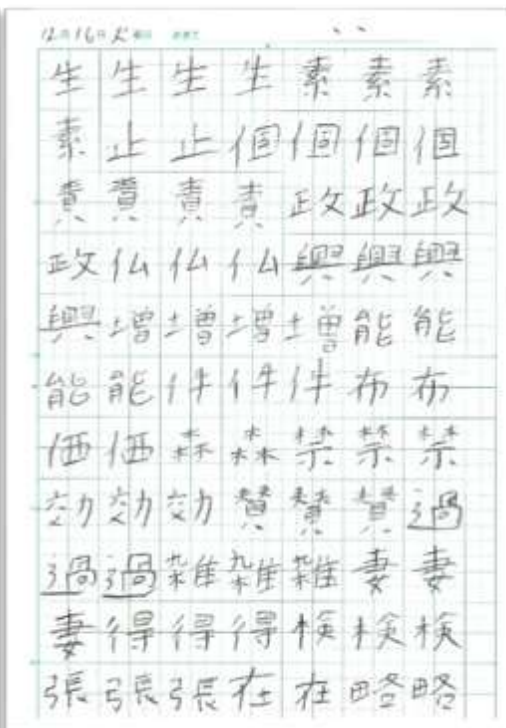 12月16日火曜日
生生生生素素素
素止止個個個個
責責責責政政政
政仏仏仏興興興
興増増増増能能
能能件件件布布
価価森森禁禁禁
効効効賛賛賛過
過過雑雑雑妻妻
妻得得得検検検
張張張在在略略